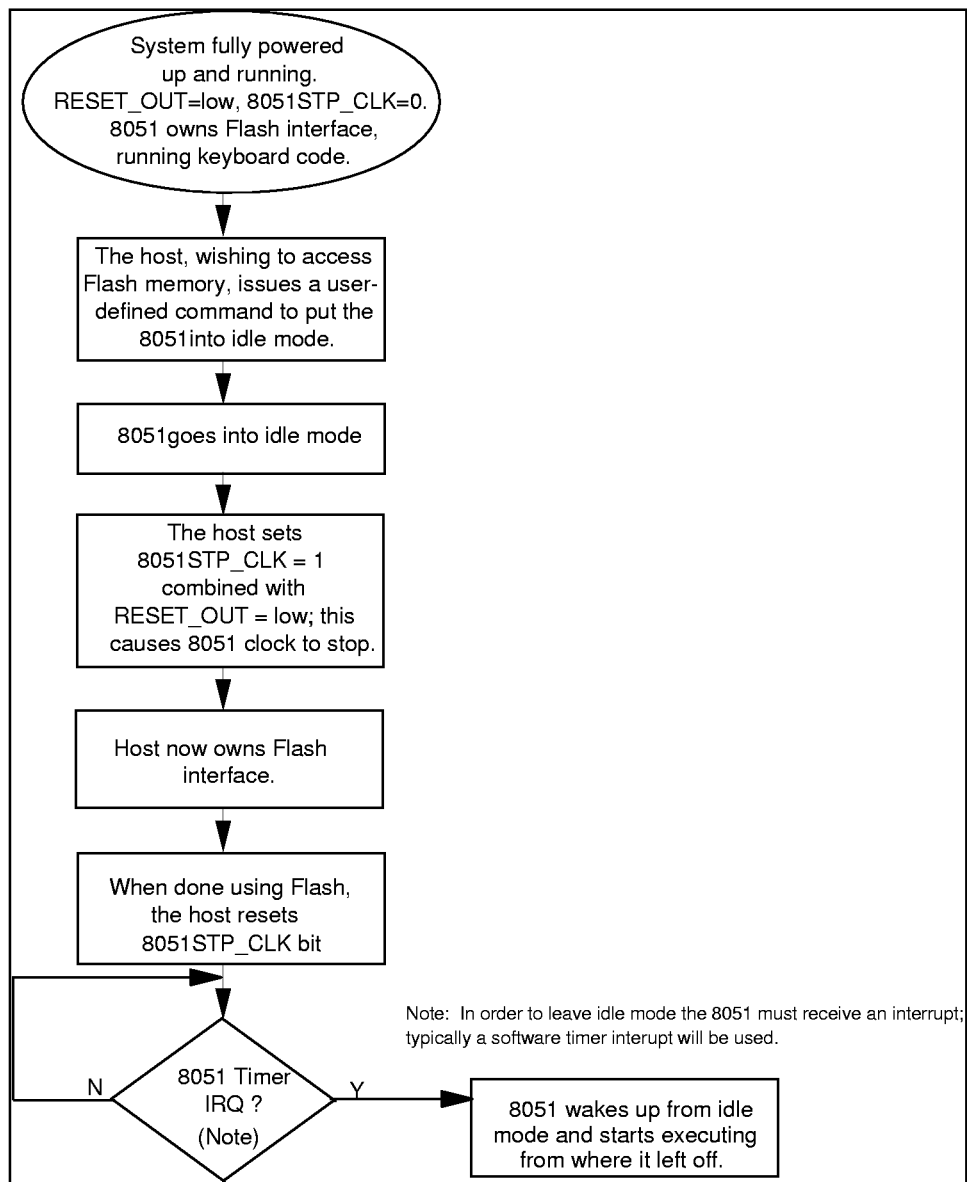 System fully powered
up and running.
RESET_OUT=low, 8051STP_CLK=0.
8051 owns Flash interface,
running keyboard code.
The host, wishing to access
Flash memory, issues a user-
defined command to put the
8051into idle mode.
8051goes into idle mode
The host sets
8051STP_CLK = 1
combined with
RESET_OUT = low; this
causes 8051 clock to stop.
Host now owns Flash
interface.
When done using Flash,
the host resets
8051STP_CLK bit
Note: In order to leave idle mode the 8051 must receive an interrupt;
typically a software timer interupt will be used.
8051 Timer
IRQ ?
(Note)
N
Y
8051 wakes up from idle
mode and starts executing
from where it left off.